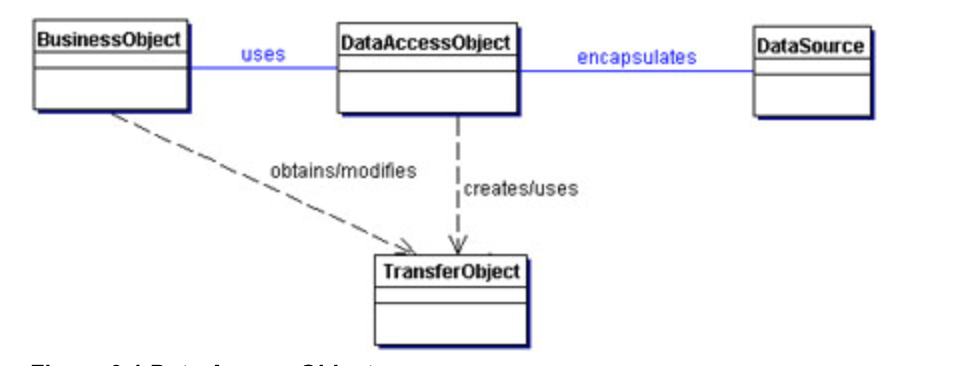 BusinessObject
uses
DataAccessObject
encapsulates
DataSource
obtains/modifies
creates/uses
TransferObject